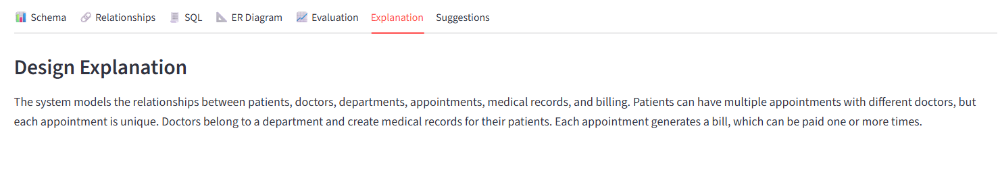 Schema Relationships SQL ER Diagram Evaluation Explanation Suggestions
Design Explanation
The system models the relationships between patients, doctors, departments, appointments, medical records, and billing. Patients can have multiple appointments with different doctors, but
each appointment is unique. Doctors belong to a department and create medical records for their patients. Each appointment generates a bill, which can be paid one or more times.